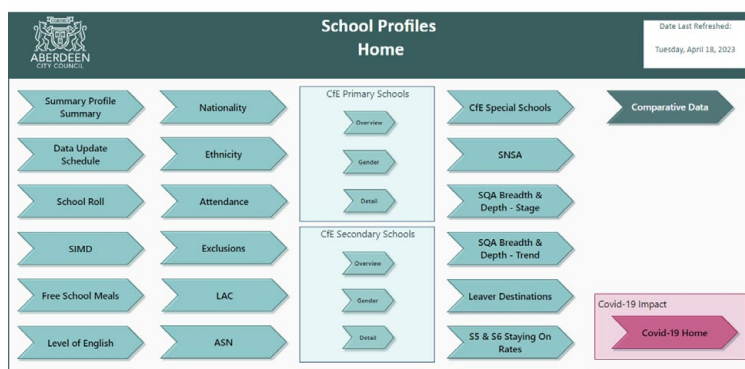 School Profiles
Home
ABERDEEN
CITY COUNCIL
Date Last Refreshed:
Tuesday, April 18, 2023
Summary Profile
Summary
Data Update
Schedule
School Roll
SIMD
Free School Meals
Level of English
Nationality
Ethnicity
Attendance
Exclusions
LAC
ASN
CfE Primary Schools
Overview
Gender
Detail
CfE Secondary Schools
Overview
Gender
Detail
CfE Special Schools
SNSA
SQA Breadth &
Depth - Stage
SQA Breadth &
Depth - Trend
Leaver Destinations
S5 & S6 Staying On
Rates
Comparative Data
Covid-19 Impact
Covid-19 Home